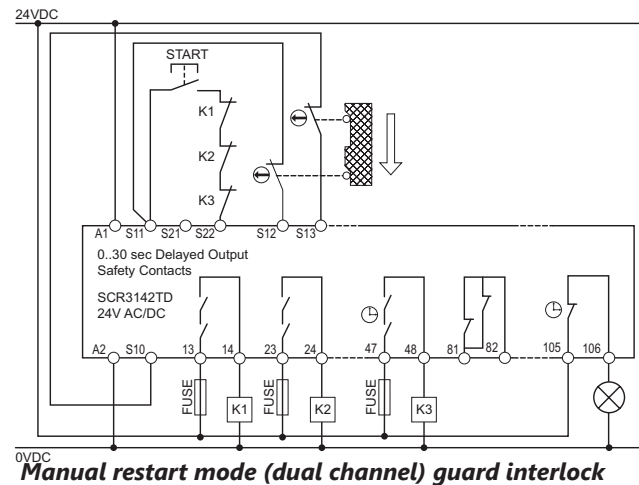 24VDC
START
K1
K2
K3
A1 S11 S21 S22 S12 S13
0..30 sec Delayed Output
Safety Contacts
SCR3142TD
24V AC/DC
A2 S10 13 14 23 24 47 48 81 82 105 106
FUSE K1 FUSE K2 FUSE K3
0VDC
Manual restart mode (dual channel) guard interlock